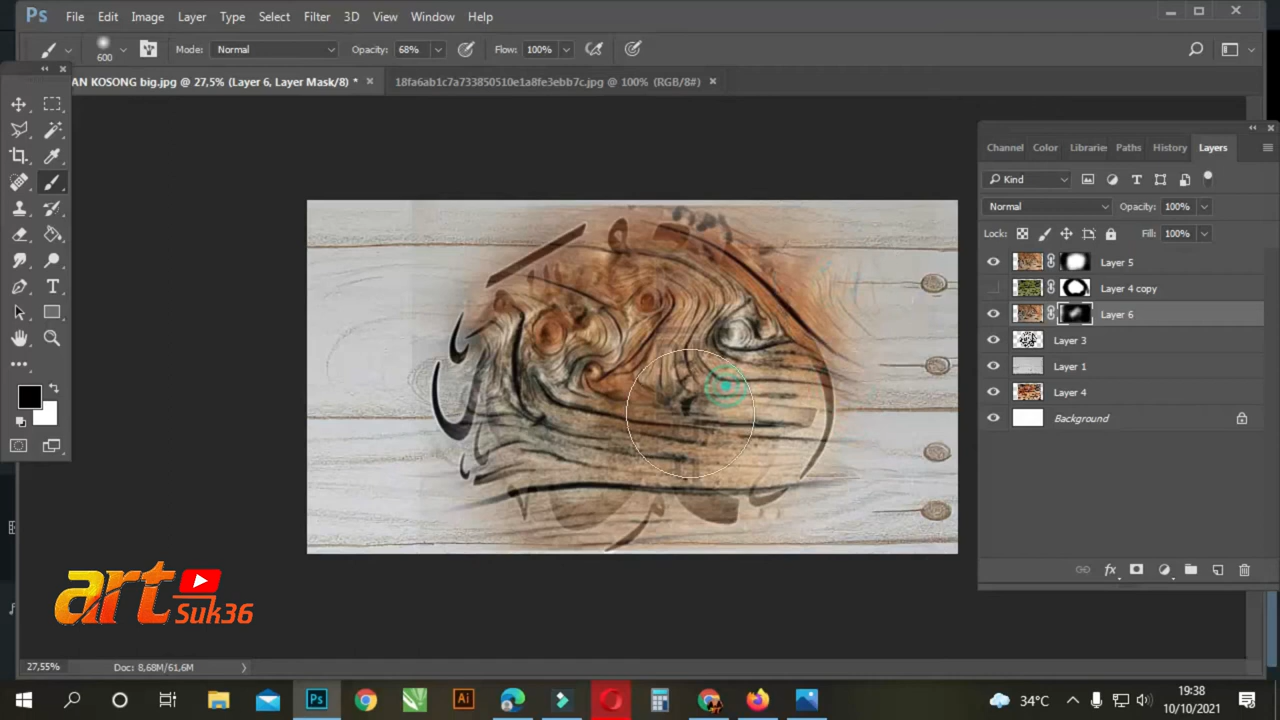 Ps File Edit Image Layer Type Select Filter 3D View Window Help
600 Mode: Normal Opacity: 68% Flow: 100%
AN KOSONG big.jpg @ 27,5% (Layer 6, Layer Mask/8) * 18fa6ab1c7a733850510e1a8fe3ebb7c.jpg @ 100% (RGB/8#)
Channel Color Librarie Paths History Layers
Kind
Normal Opacity: 100%
Lock: Fill: 100%
Layer 5
Layer 4 copy
Layer 6
Layer 3
Layer 1
Layer 4
Background
fx
art
Suk36
27,55% Doc: 8,68M/61,6M
Ps Ai 34°C 19:38
10/10/2021